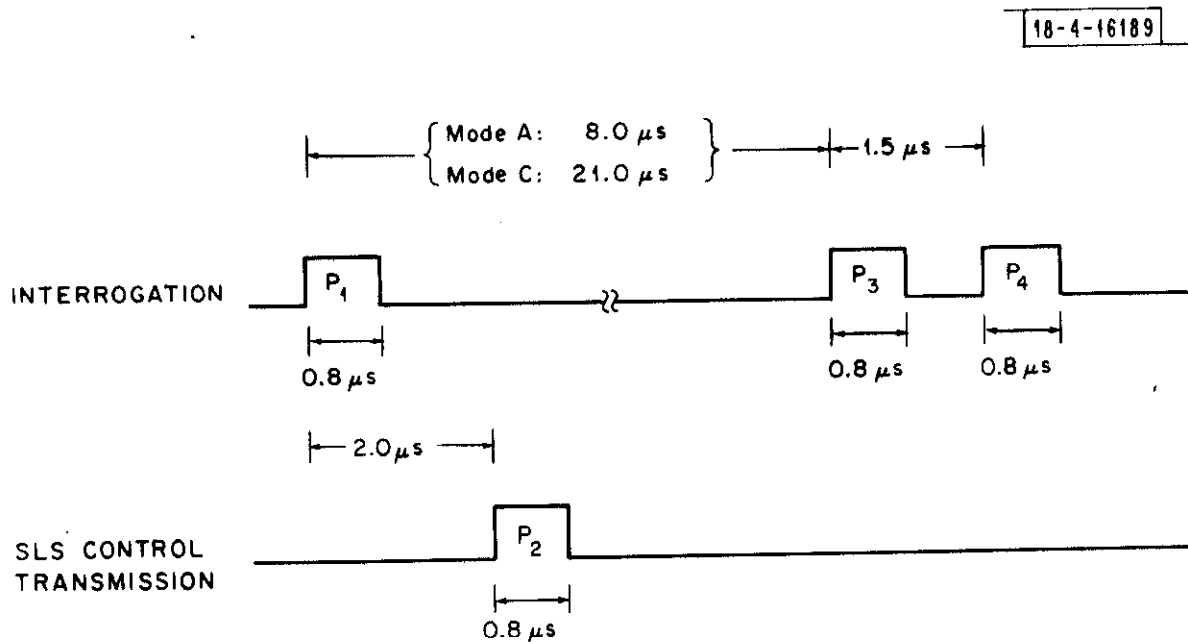 18-4-16189
Mode A: 8.0 μs
Mode C: 21.0 μs
1.5 μs
INTERROGATION
P1
P3
P4
0.8 μs
0.8 μs
0.8 μs
2.0 μs
SLS CONTROL
TRANSMISSION
P2
0.8 μs